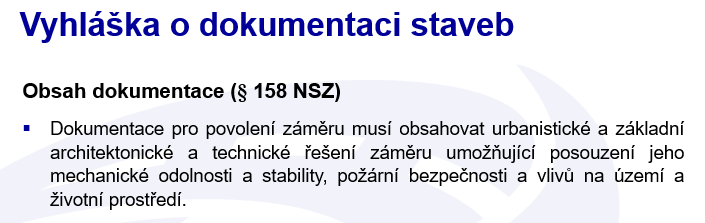 Vyhláška o dokumentaci staveb
Obsah dokumentace (§ 158 NSZ)
▪ Dokumentace pro povolení záměru musí obsahovat urbanistické a základní
architektonické a technické řešení záměru umožňující posouzení jeho
mechanické odolnosti a stability, požární bezpečnosti a vlivů na území a
životní prostředí.